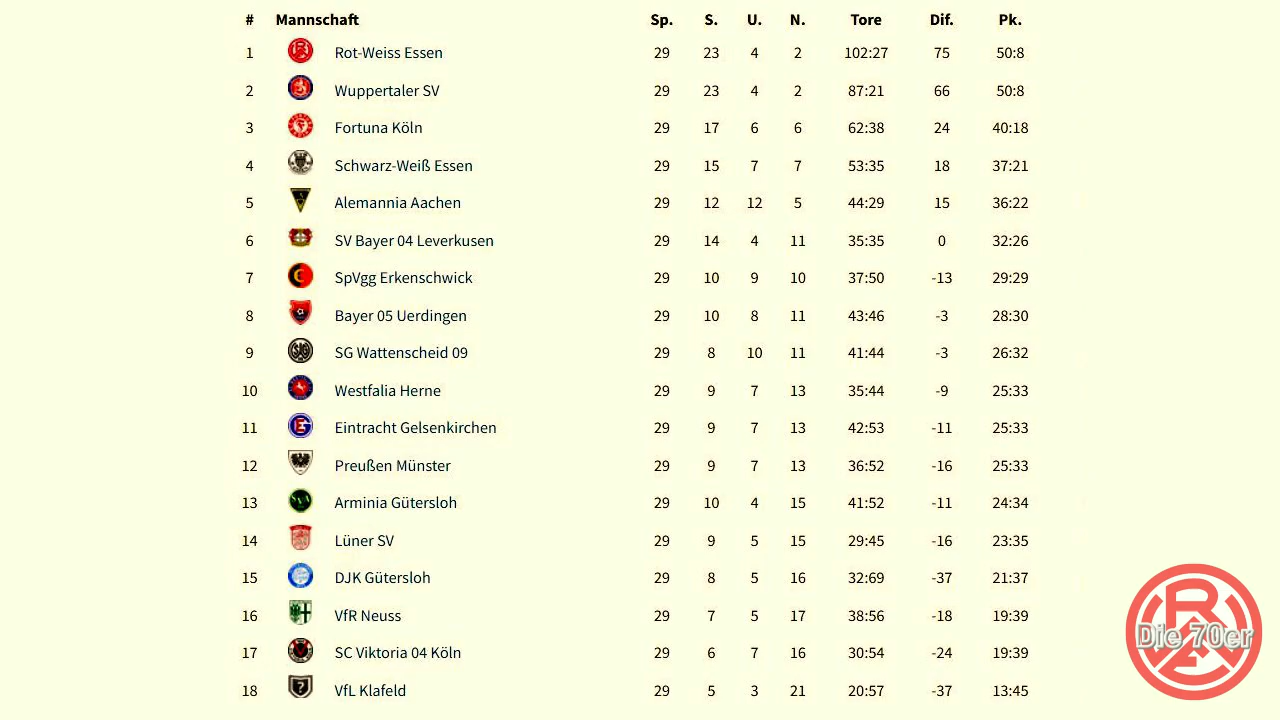 # Mannschaft Sp. S. U. N. Tore Dif. Pk.
1 Rot-Weiss Essen 29 23 4 2 102:27 75 50:8
2 Wuppertaler SV 29 23 4 2 87:21 66 50:8
3 Fortuna Köln 29 17 6 6 62:38 24 40:18
4 Schwarz-Weiß Essen 29 15 7 7 53:35 18 37:21
5 Alemannia Aachen 29 12 12 5 44:29 15 36:22
6 SV Bayer 04 Leverkusen 29 14 4 11 35:35 0 32:26
7 SpVgg Erkenschwick 29 10 9 10 37:50 -13 29:29
8 Bayer 05 Uerdingen 29 10 8 11 43:46 -3 28:30
9 SG Wattenscheid 09 29 8 10 11 41:44 -3 26:32
10 Westfalia Herne 29 9 7 13 35:44 -9 25:33
11 Eintracht Gelsenkirchen 29 9 7 13 42:53 -11 25:33
12 Preußen Münster 29 9 7 13 36:52 -16 25:33
13 Arminia Gütersloh 29 10 4 15 41:52 -11 24:34
14 Lüner SV 29 9 5 15 29:45 -16 23:35
15 DJK Gütersloh 29 8 5 16 32:69 -37 21:37
16 VfR Neuss 29 7 5 17 38:56 -18 19:39
17 SC Viktoria 04 Köln 29 6 7 16 30:54 -24 19:39
18 VfL Klafeld 29 5 3 21 20:57 -37 13:45
Die 70er